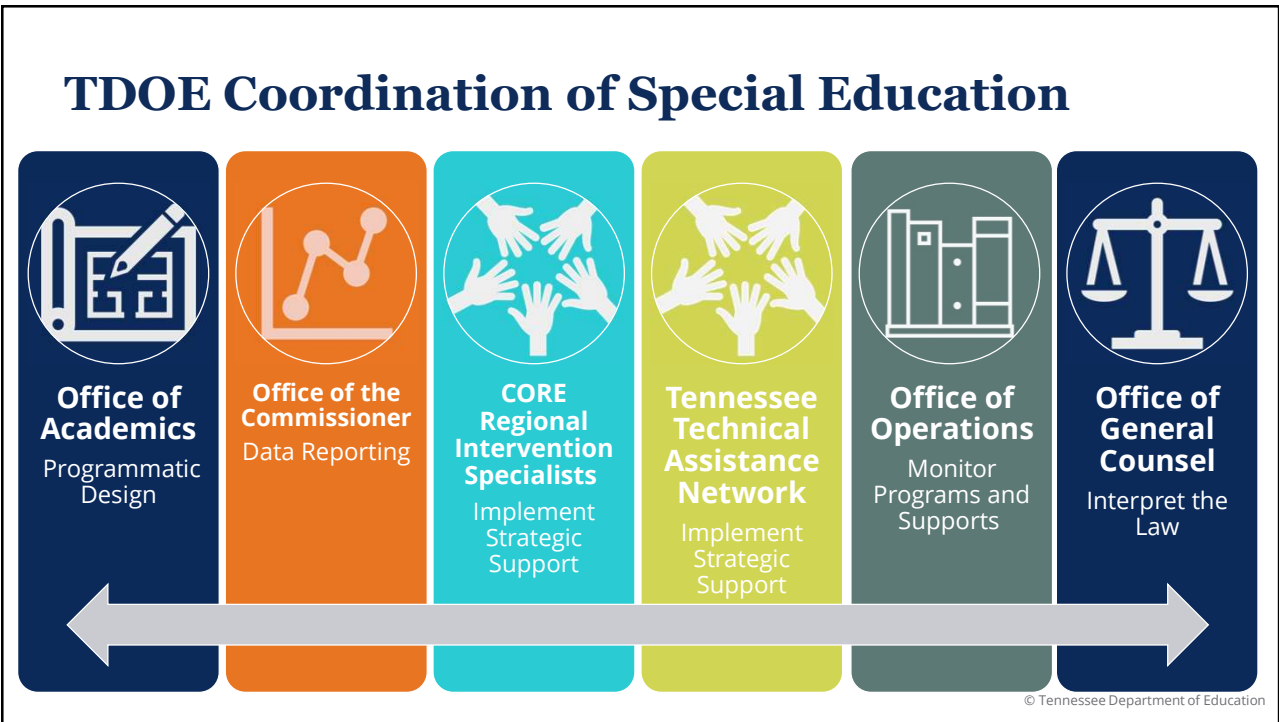 TDOE Coordination of Special Education
Office of
Academics
Programmatic
Design
Office of the
Commissioner
Data Reporting
CORE
Regional
Intervention
Specialists
Implement
Strategic
Support
Tennessee
Technical
Assistance
Network
Implement
Strategic
Support
Office of
Operations
Monitor
Programs and
Supports
Office of
General
Counsel
Interpret the
Law
© Tennessee Department of Education